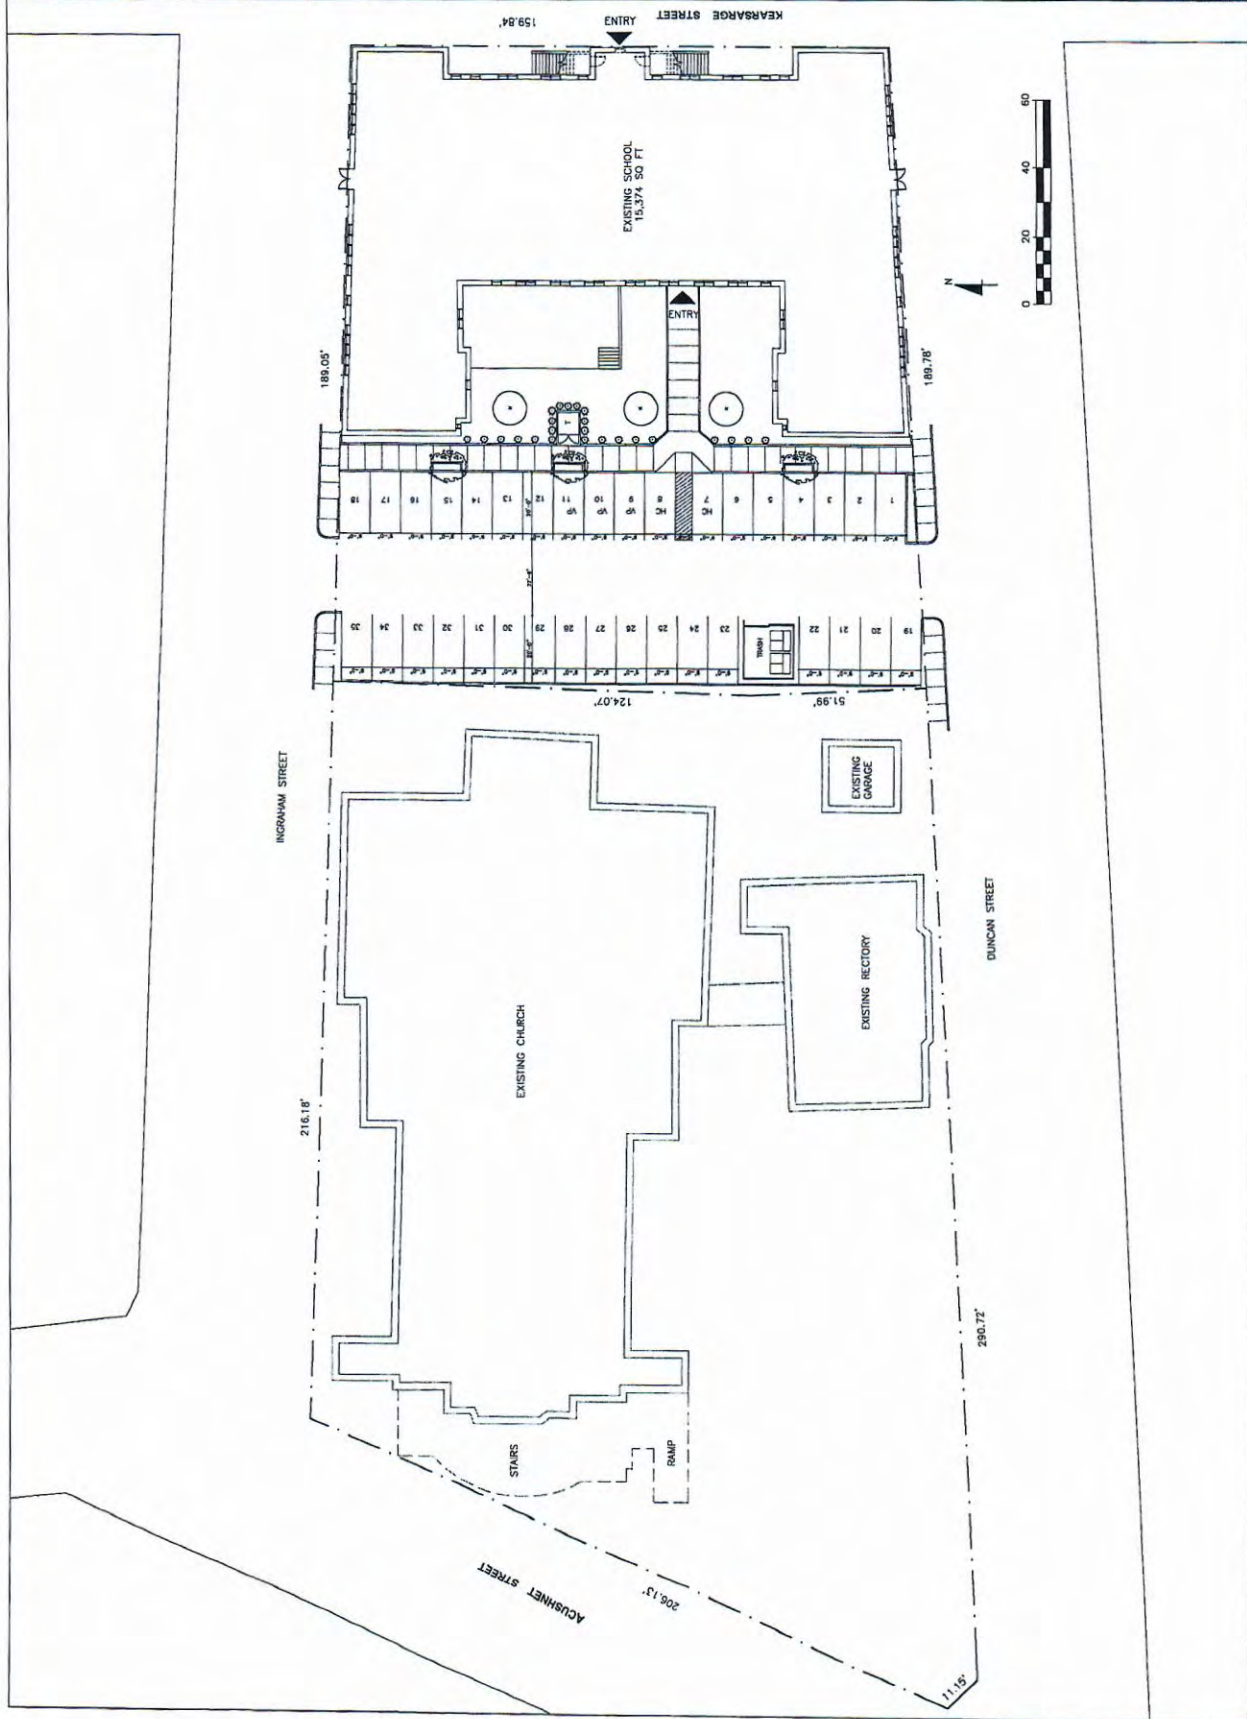 KEARSARGE STREET
159.84'
ENTRY
EXISTING SCHOOL
15,374 SQ FT
0 20 40 60
N
ENTRY
189.05'
189.78'
T
18
17
16
15
14
13
12
11 VP
10 VP
9 VP
8 HC
7 HC
6
5
4
3
2
1
35
34
33
32
31
30
29
28
27
26
25
24
23
TRASH
22
21
20
19
124.07'
51.99'
INGRAHAM STREET
EXISTING
GARAGE
DUNCAN STREET
EXISTING RECTORY
EXISTING CHURCH
216.18'
290.72'
STAIRS
RAMP
ACUSHNET STREET
206.13'
11.15'